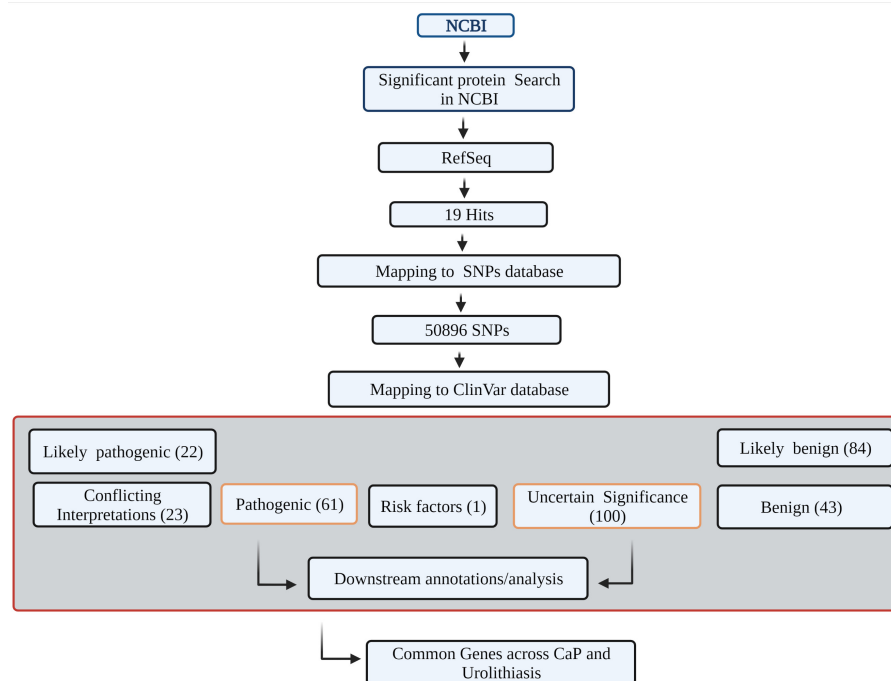 NCBI
Significant protein Search
in NCBI
RefSeq
19 Hits
Mapping to SNPs database
50896 SNPs
Mapping to ClinVar database
Likely pathogenic (22)
Likely benign (84)
Conflicting
Interpretations (23)
Pathogenic (61)
Risk factors (1)
Uncertain Significance
(100)
Benign (43)
Downstream annotations/analysis
Common Genes across CaP and
Urolithiasis